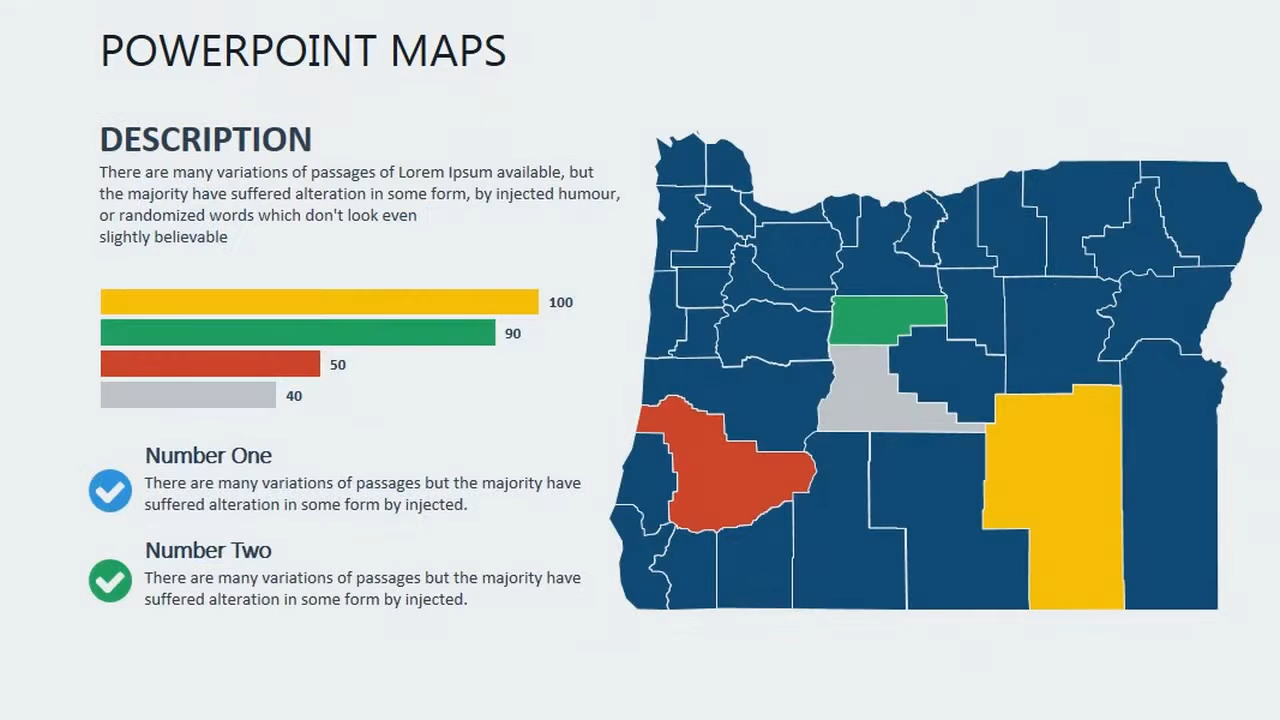 POWERPOINT MAPS
DESCRIPTION
There are many variations of passages of Lorem Ipsum available, but
the majority have suffered alteration in some form, by injected humour,
or randomized words which don't look even
slightly believable
100
90
50
40
Number One
There are many variations of passages but the majority have
suffered alteration in some form by injected.
Number Two
There are many variations of passages but the majority have
suffered alteration in some form by injected.